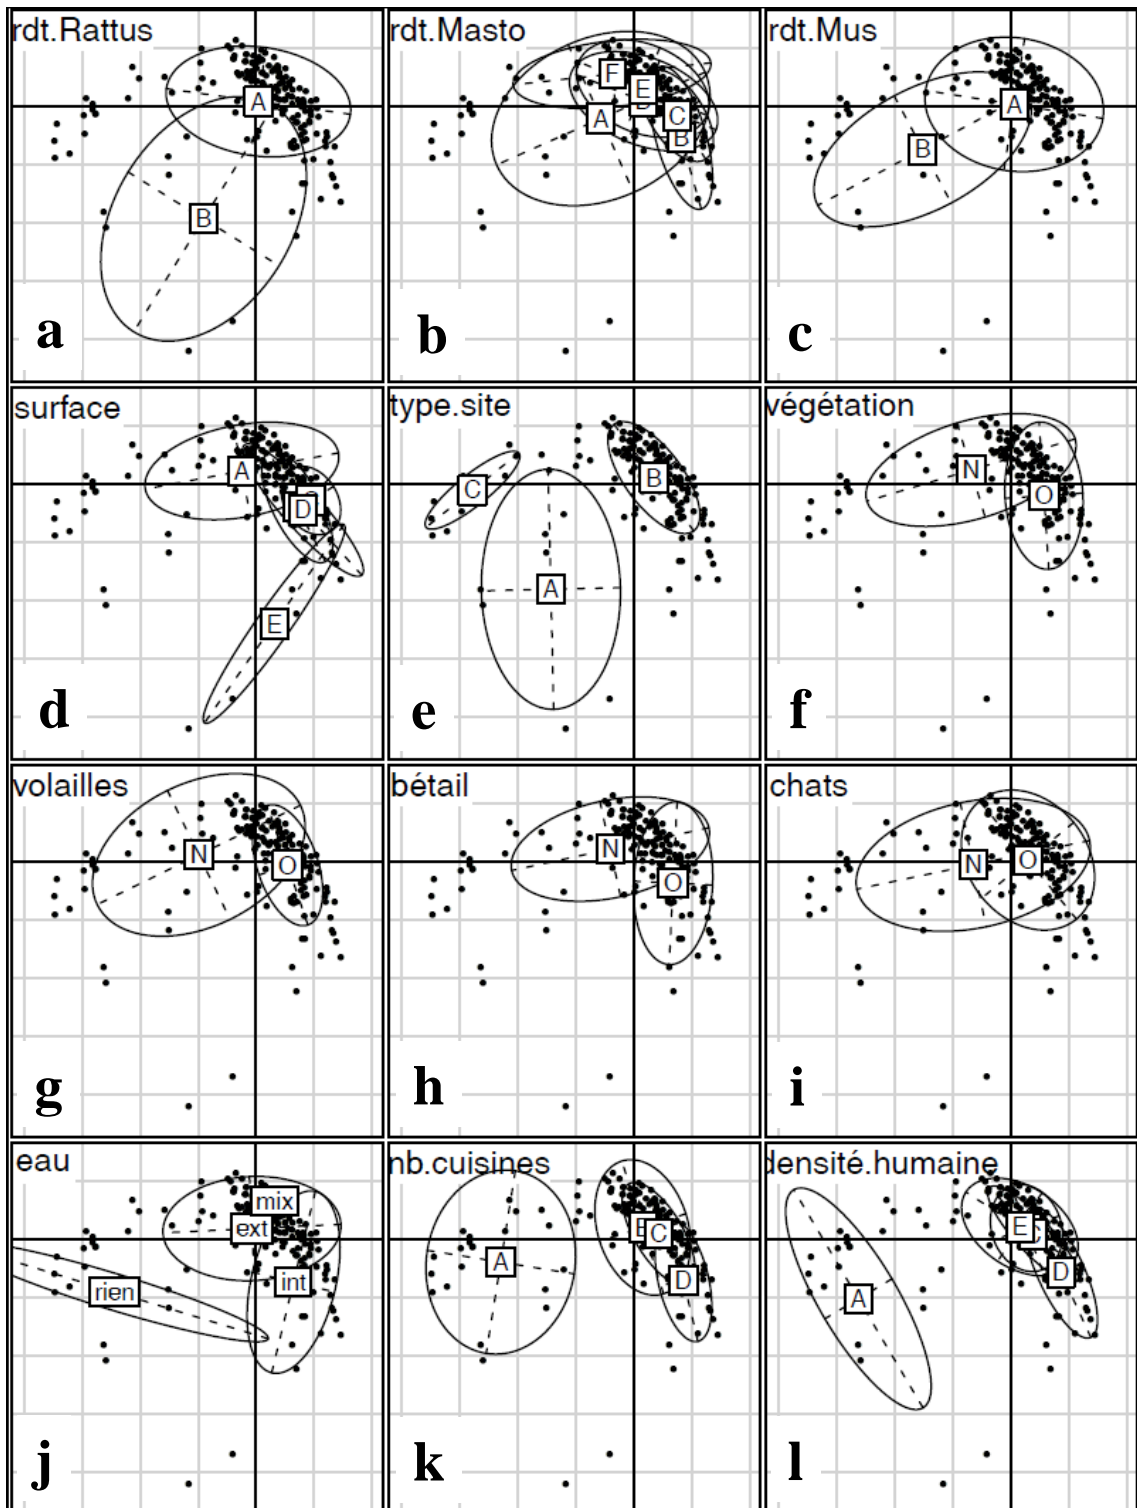 rdt.Rattus
A
B
a
rdt.Masto
F
E
A
C
B
b
rdt.Mus
A
B
c
surface
A
D
E
d
type.site
C
B
A
e
végétation
N
O
f
volailles
N
O
g
bétail
N
O
h
chats
N
O
i
eau
mix
ext
int
rien
j
nb.cuisines
A
C
D
k
densité.humaine
E
C
D
A
l